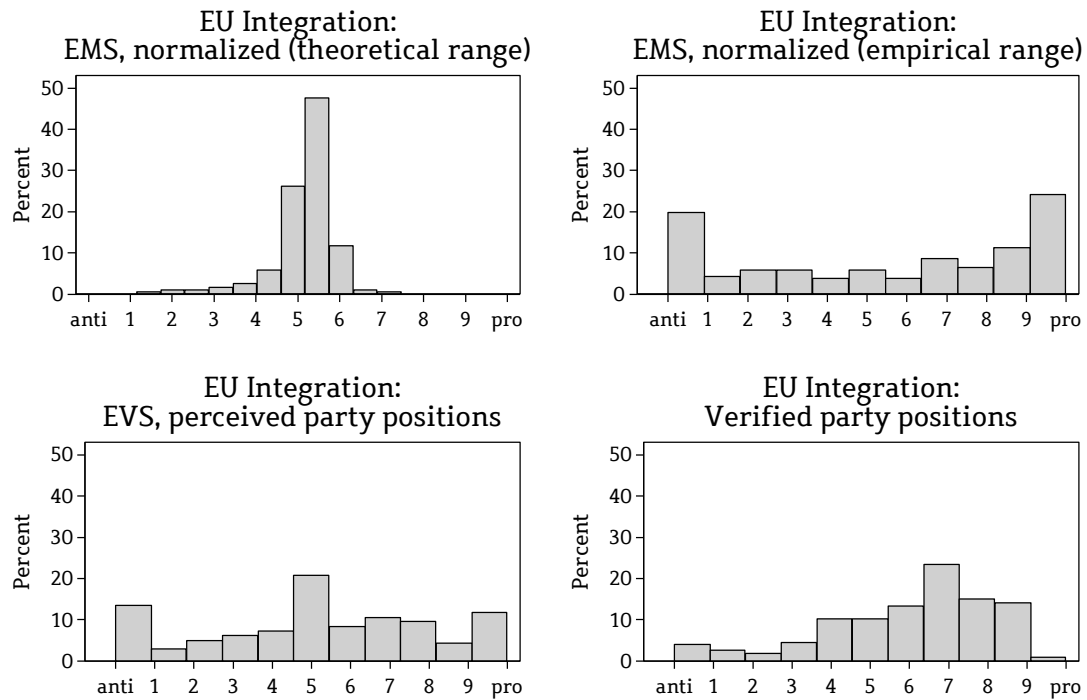 EU Integration:
EMS, normalized (theoretical range)
Percent
50
40
30
20
10
0
anti 1 2 3 4 5 6 7 8 9 pro
EU Integration:
EMS, normalized (empirical range)
Percent
50
40
30
20
10
0
anti 1 2 3 4 5 6 7 8 9 pro
EU Integration:
EVS, perceived party positions
Percent
50
40
30
20
10
0
anti 1 2 3 4 5 6 7 8 9 pro
EU Integration:
Verified party positions
Percent
50
40
30
20
10
0
anti 1 2 3 4 5 6 7 8 9 pro